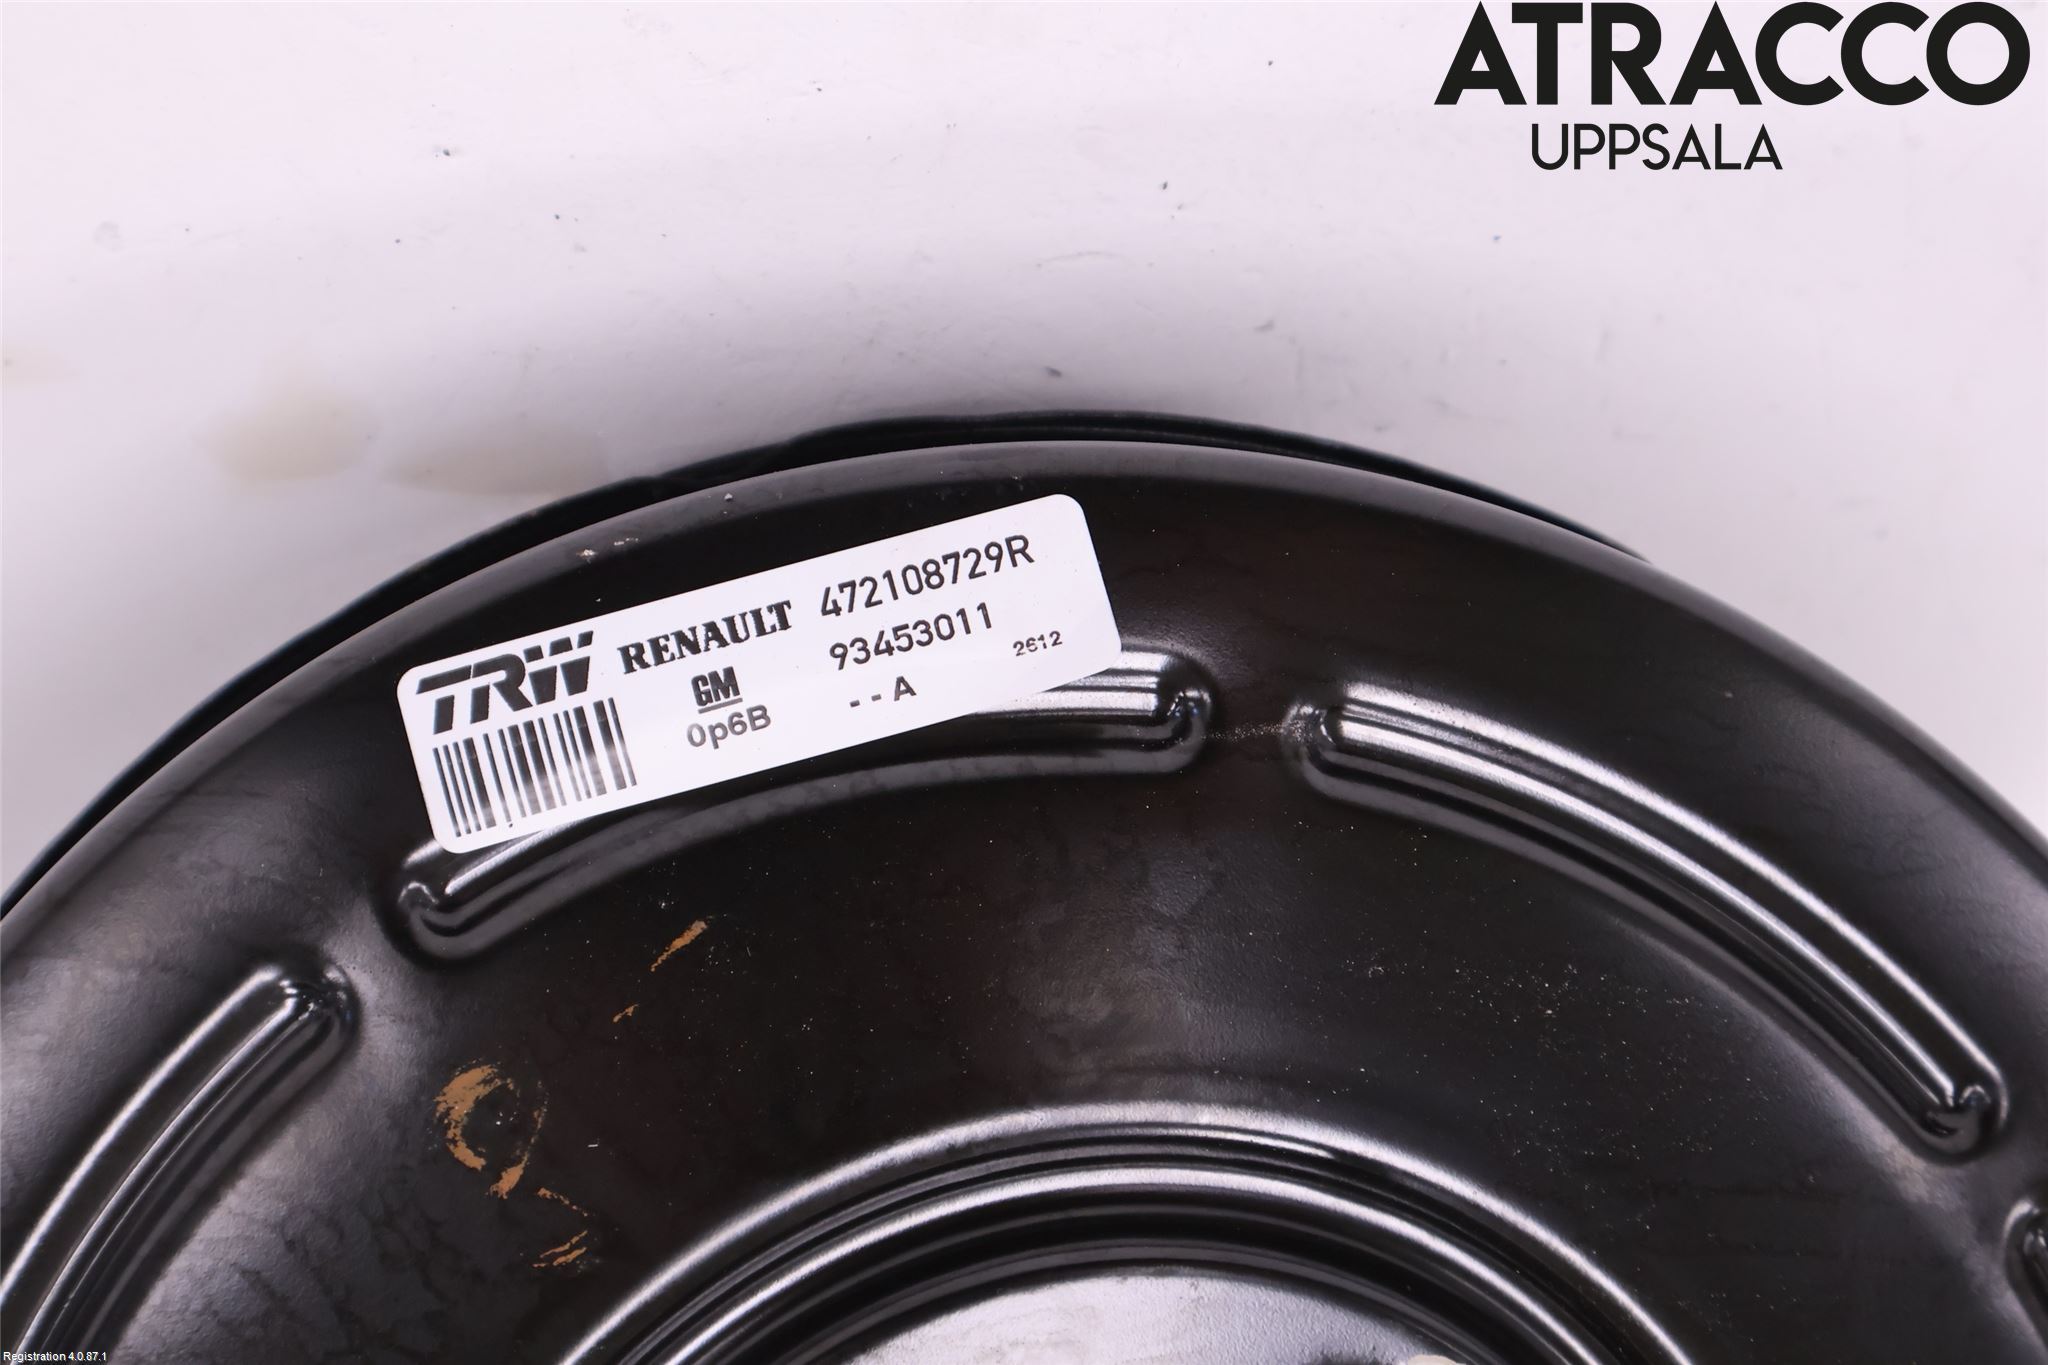 ATRACCO
UPPSALA
TRW RENAULT 472108729R
GM 93453011 2612
0p6B --A
Registration 4.0.87.1